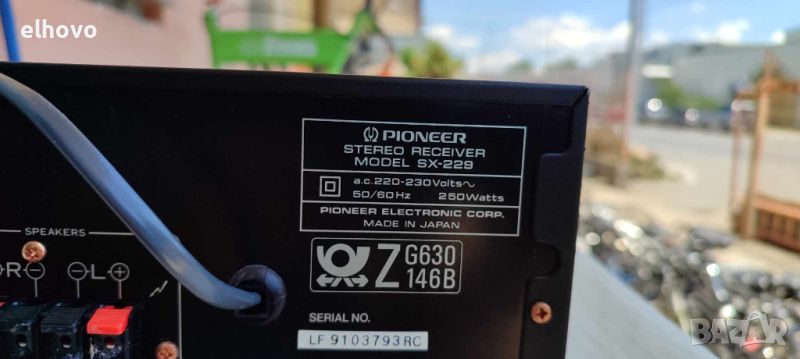 elhovo
PIONEER
STEREO RECEIVER
MODEL SX-229
a.c.220-230Volts~
50/60Hz 250Watts
PIONEER ELECTRONIC CORP.
MADE IN JAPAN
SPEAKERS
R⊖ ⊖L⊕
Z G630
146B
SERIAL NO.
LF 9103793RC
BAZAR